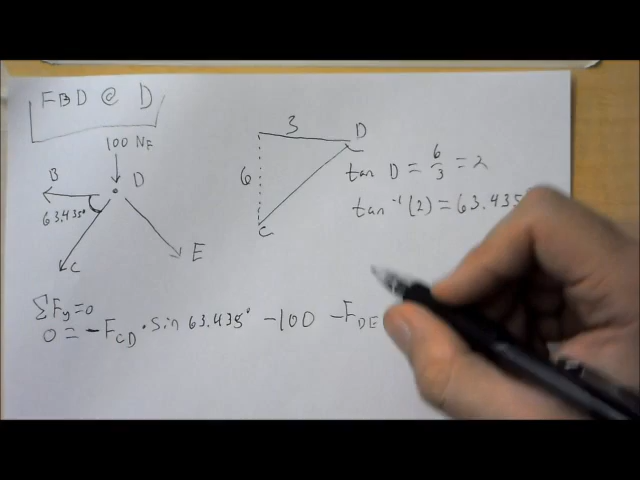 FBD @ D
100 NF
D
B
63.435°
C
E
3
D
6
C
tan D = 6/3 = 2
tan⁻¹(2) = 63.435
ΣFy=0
0 = -FCD · sin 63.435° -100 -FDE